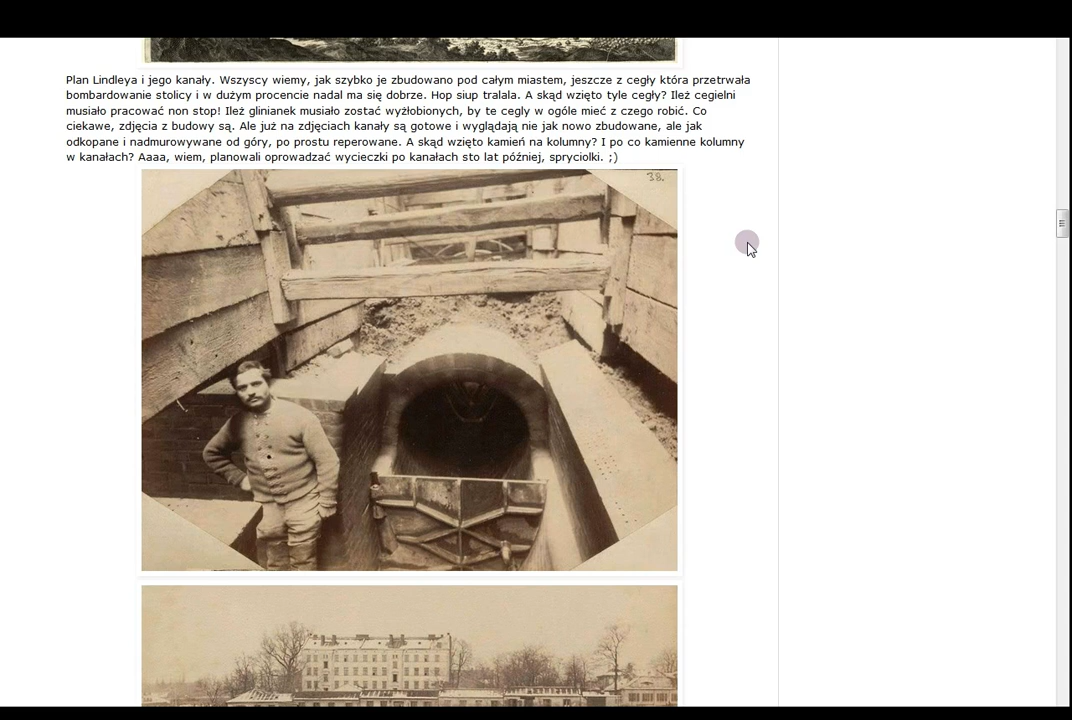 Plan Lindleya i jego kanały. Wszyscy wiemy, jak szybko je zbudowano pod całym miastem, jeszcze z cegły która przetrwała
bombardowanie stolicy i w dużym procencie nadal ma się dobrze. Hop siup tralala. A skąd wzięto tyle cegły? Ileż cegielni
musiało pracować non stop! Ileż glinianek musiało zostać wyżłobionych, by te cegly w ogóle mieć z czego robić. Co
ciekawe, zdjęcia z budowy są. Ale już na zdjęciach kanały są gotowe i wyglądają nie jak nowo zbudowane, ale jak
odkopane i nadmurowywane od góry, po prostu reperowane. A skąd wzięto kamień na kolumny? I po co kamienne kolumny
w kanałach? Aaaa, wiem, planowali oprowadzać wycieczki po kanałach sto lat później, spryciolki. ;)
38.